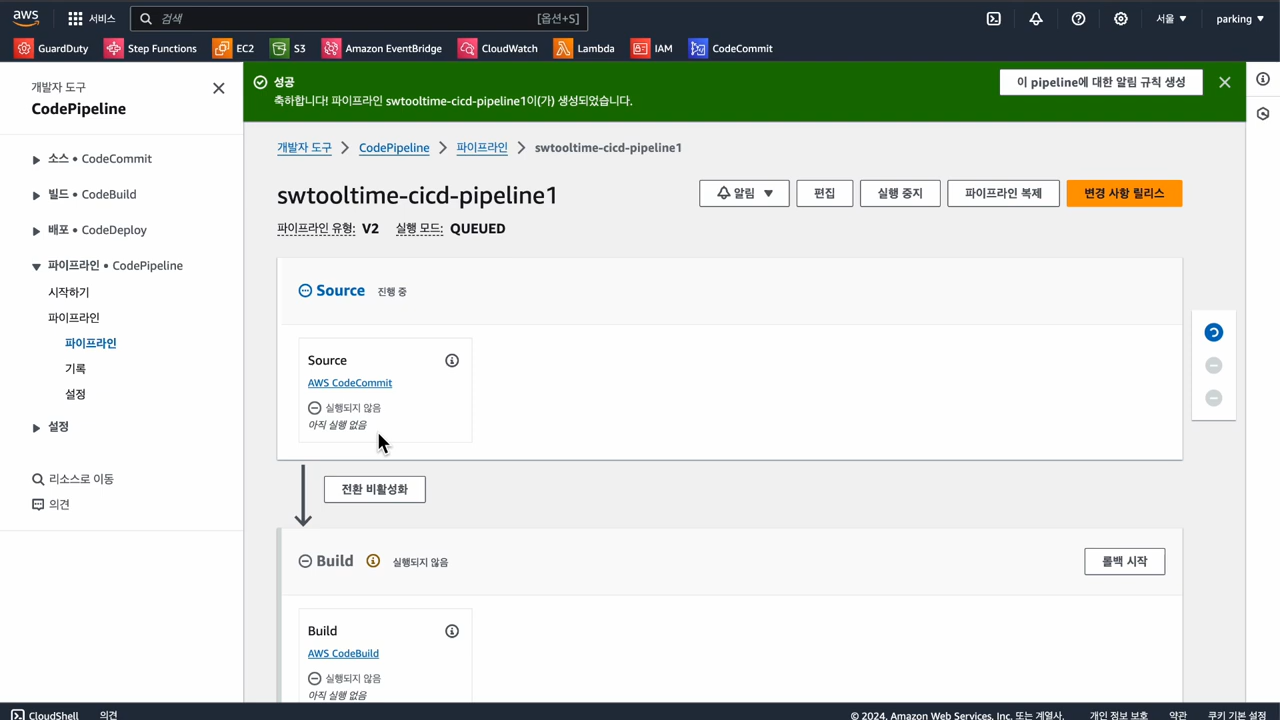 aws 서비스 검색 [옵션+S] 서울 ▼ parking ▼
GuardDuty Step Functions EC2 S3 Amazon EventBridge CloudWatch Lambda IAM CodeCommit
개발자 도구
CodePipeline
소스 • CodeCommit
빌드 • CodeBuild
배포 • CodeDeploy
파이프라인 • CodePipeline
시작하기
파이프라인
파이프라인
기록
설정
설정
리소스로 이동
의견
성공
축하합니다! 파이프라인 swtooltime-cicd-pipeline1이(가) 생성되었습니다.
이 pipeline에 대한 알림 규칙 생성
개발자 도구 > CodePipeline > 파이프라인 > swtooltime-cicd-pipeline1
swtooltime-cicd-pipeline1
알림 ▼ 편집 실행 중지 파이프라인 복제 변경 사항 릴리스
파이프라인 유형: V2 실행 모드: QUEUED
Source 진행 중
Source
AWS CodeCommit
실행되지 않음
아직 실행 없음
전환 비활성화
Build 실행되지 않음
롤백 시작
Build
AWS CodeBuild
실행되지 않음
아직 실행 없음
CloudShell 의견 © 2024, Amazon Web Services, Inc. 또는 계열사. 개인 정보 보호 약관 쿠키 기본 설정